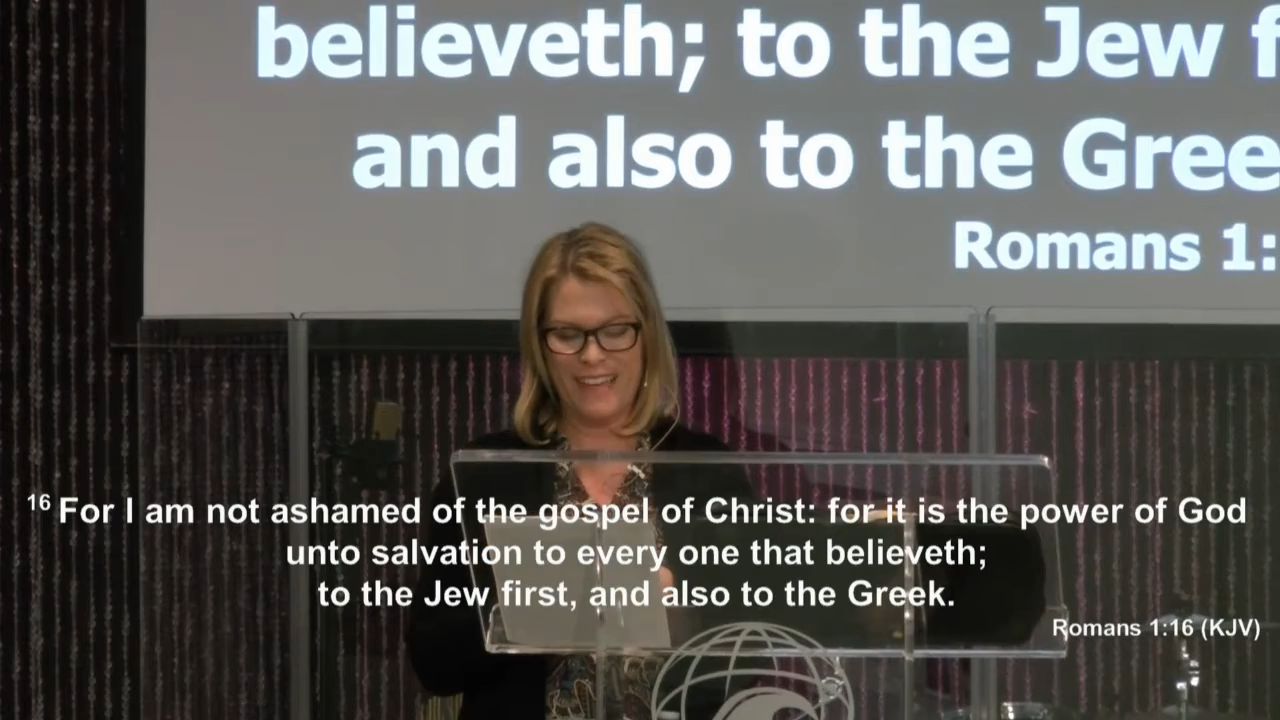 believeth; to the Jew f
and also to the Gree
Romans 1:
16 For I am not ashamed of the gospel of Christ: for it is the power of God
unto salvation to every one that believeth;
to the Jew first, and also to the Greek.
Romans 1:16 (KJV)